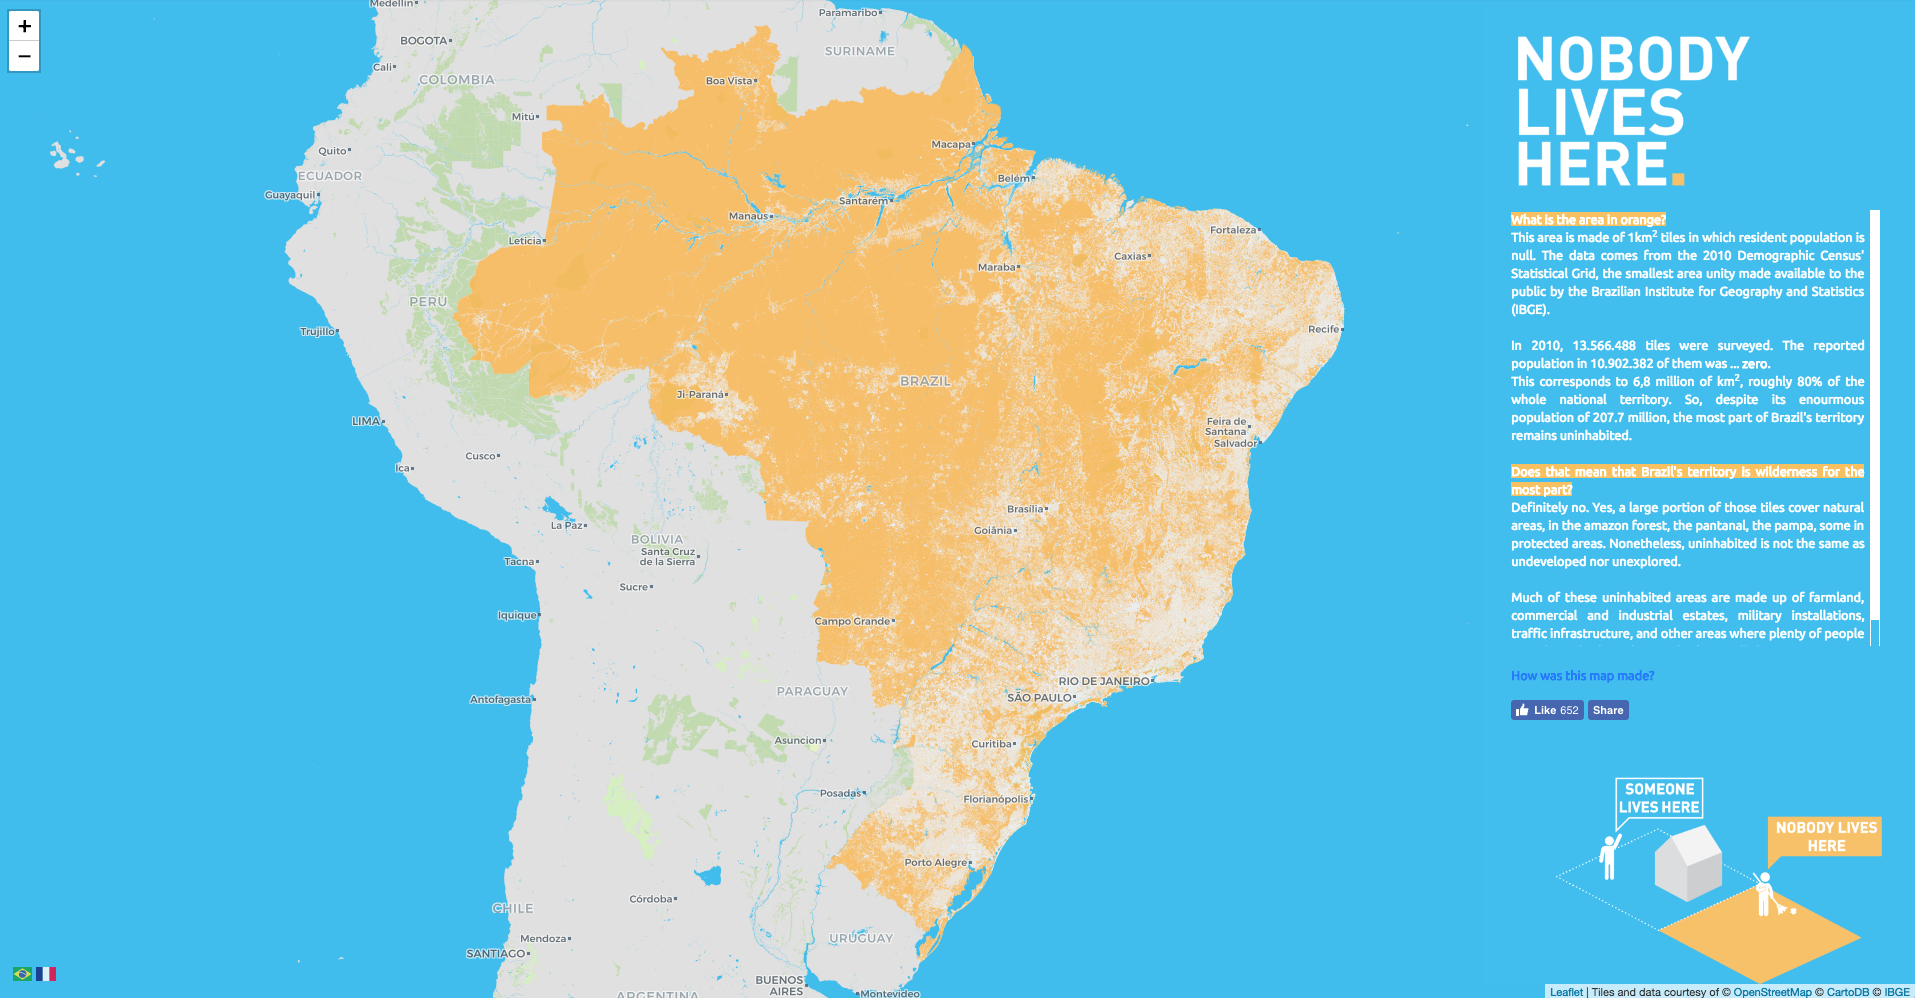 +
−
Medellín
BOGOTA
Cali
COLOMBIA
Paramaribo
SURINAME
Boa Vista
Mitú
Quito
ECUADOR
Guayaquil
Macapa
Belém
Santarém
Manaus
Leticia
Fortaleza
Caxias
Maraba
PERU
Trujillo
Recife
BRAZIL
Ji-Paraná
LIMA
Feira de
Santana
Salvador
Cusco
Ica
Brasília
Goiânia
La Paz
BOLIVIA
Santa Cruz
de la Sierra
Tacna
Sucre
Iquique
Campo Grande
RIO DE JANEIRO
SÃO PAULO
PARAGUAY
Antofagasta
Asuncion
Curitiba
Posadas
Florianópolis
Porto Alegre
Córdoba
CHILE
Mendoza
SANTIAGO
URUGUAY
BUENOS
AIRES
Montevideo
ARGENTINA
NOBODY
LIVES
HERE.
What is the area in orange?
This area is made of 1km² tiles in which resident population is
null. The data comes from the 2010 Demographic Census'
Statistical Grid, the smallest area unity made available to the
public by the Brazilian Institute for Geography and Statistics
(IBGE).
In 2010, 13.566.488 tiles were surveyed. The reported
population in 10.902.382 of them was ... zero.
This corresponds to 6,8 million of km², roughly 80% of the
whole national territory. So, despite its enourmous
population of 207.7 million, the most part of Brazil's territory
remains uninhabited.
Does that mean that Brazil's territory is wilderness for the
most part?
Definitely no. Yes, a large portion of those tiles cover natural
areas, in the amazon forest, the pantanal, the pampa, some in
protected areas. Nonetheless, uninhabited is not the same as
undeveloped nor unexplored.
Much of these uninhabited areas are made up of farmland,
commercial and industrial estates, military installations,
traffic infrastructure, and other areas where plenty of people
How was this map made?
Like 652 Share
SOMEONE
LIVES HERE
NOBODY LIVES
HERE
Leaflet | Tiles and data courtesy of © OpenStreetMap © CartoDB © IBGE